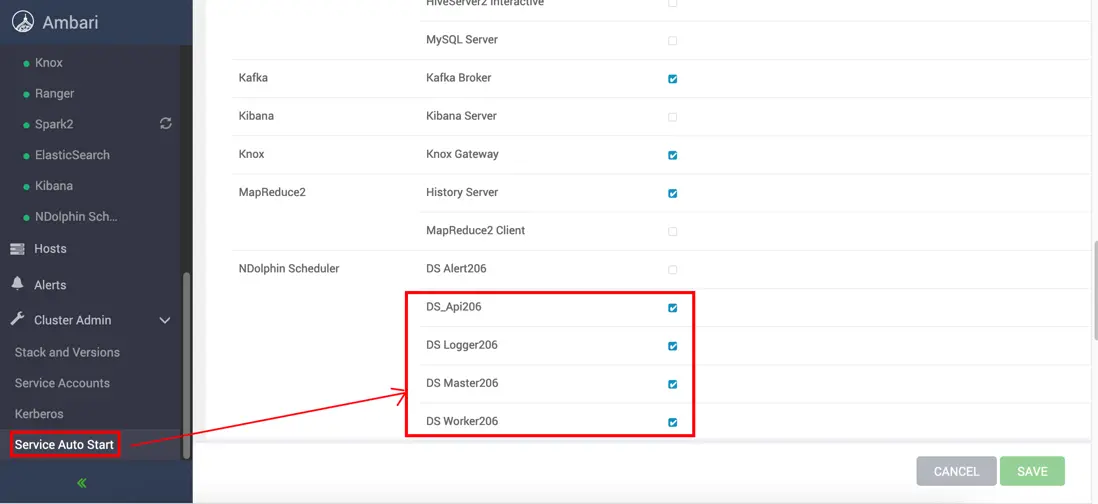 Ambari
Knox
Ranger
Spark2
ElasticSearch
Kibana
NDolphin Sch...
Hosts
Alerts
Cluster Admin
Stack and Versions
Service Accounts
Kerberos
Service Auto Start
HiveServer2 Interactive
MySQL Server
Kafka Kafka Broker
Kibana Kibana Server
Knox Knox Gateway
MapReduce2 History Server
MapReduce2 Client
NDolphin Scheduler DS Alert206
DS_Api206
DS Logger206
DS Master206
DS Worker206
CANCEL SAVE